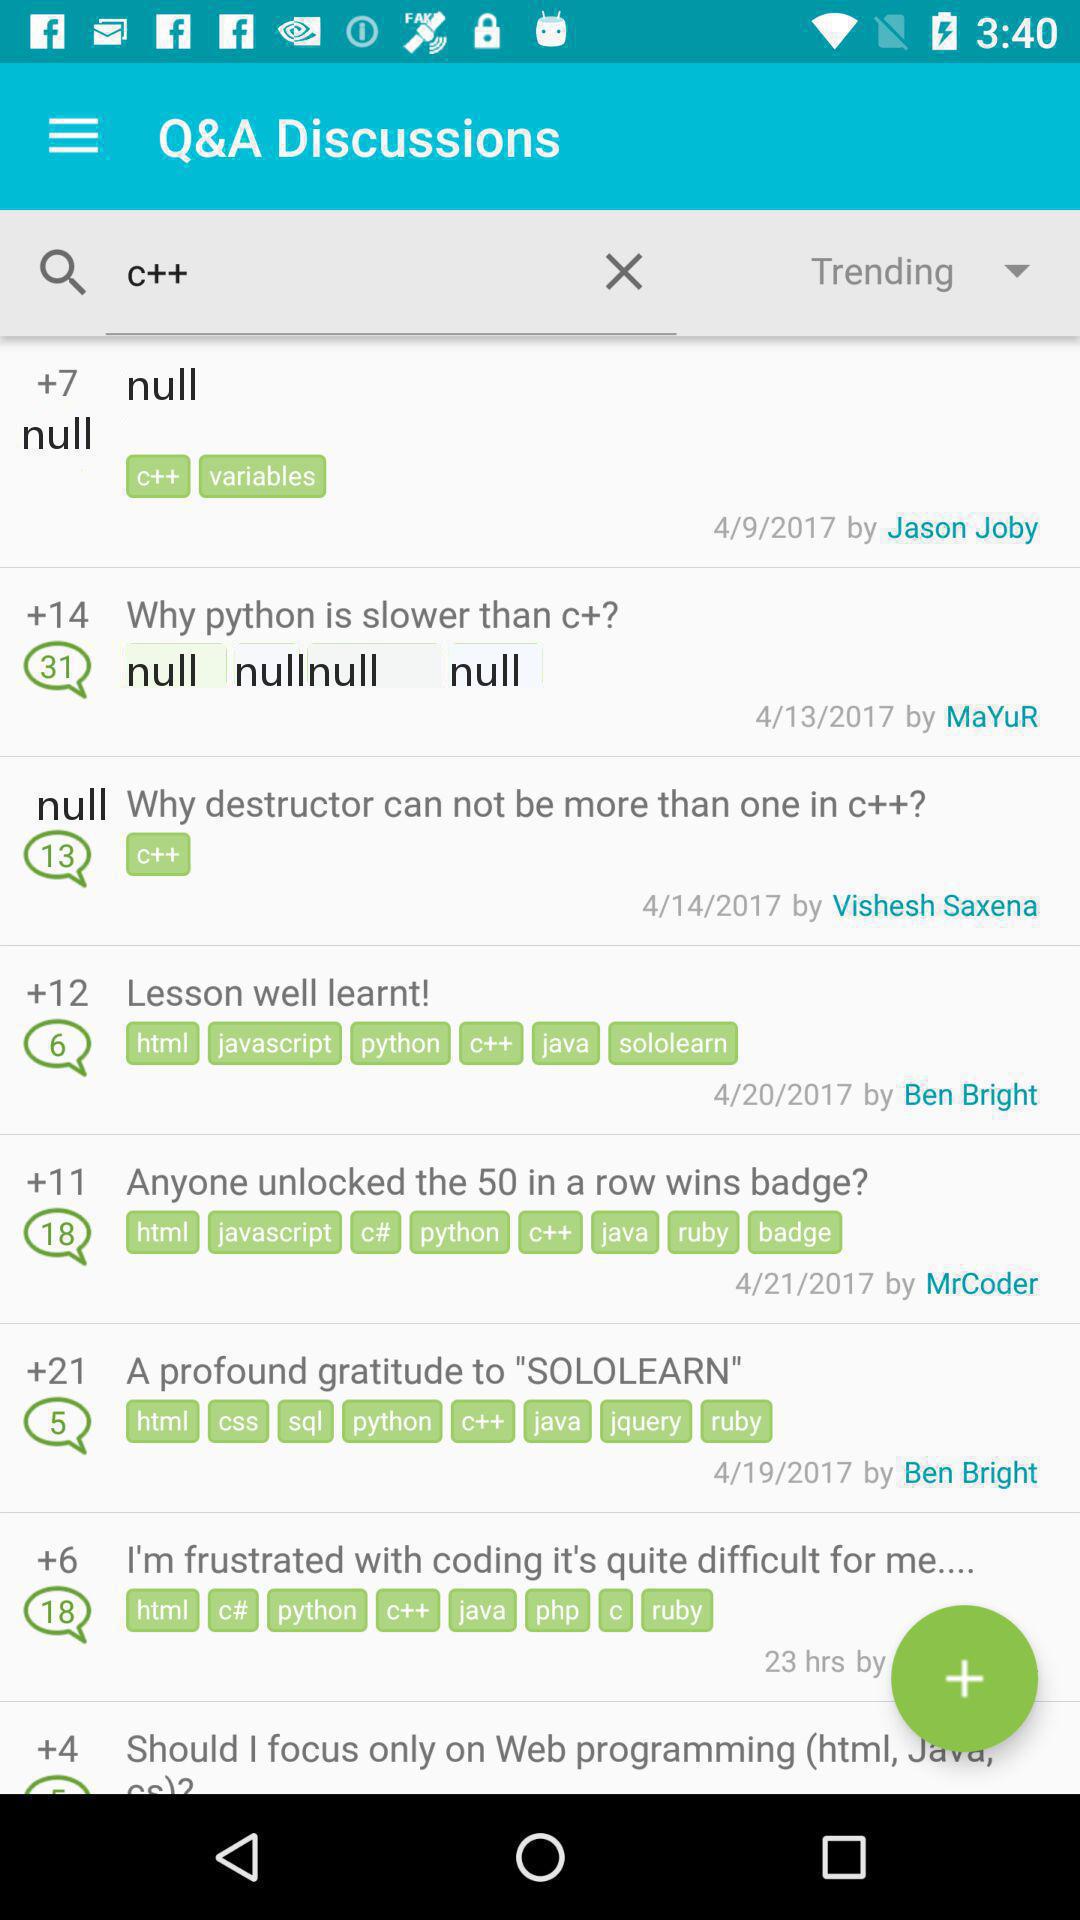 FAKE 3:40
Q&A Discussions
c++ Trending
+7 null
null
c++ variables
4/9/2017 by Jason Joby
+14 Why python is slower than c+?
31 null null null null
4/13/2017 by MaYuR
null Why destructor can not be more than one in c++?
13 c++
4/14/2017 by Vishesh Saxena
+12 Lesson well learnt!
6 html javascript python c++ java sololearn
4/20/2017 by Ben Bright
+11 Anyone unlocked the 50 in a row wins badge?
18 html javascript c# python c++ java ruby badge
4/21/2017 by MrCoder
+21 A profound gratitude to "SOLOLEARN"
5 html css sql python c++ java jquery ruby
4/19/2017 by Ben Bright
+6 I'm frustrated with coding it's quite difficult for me....
18 html c# python c++ java php c ruby
23 hrs by
+4 Should I focus only on Web programming (html, Java,
cs)?